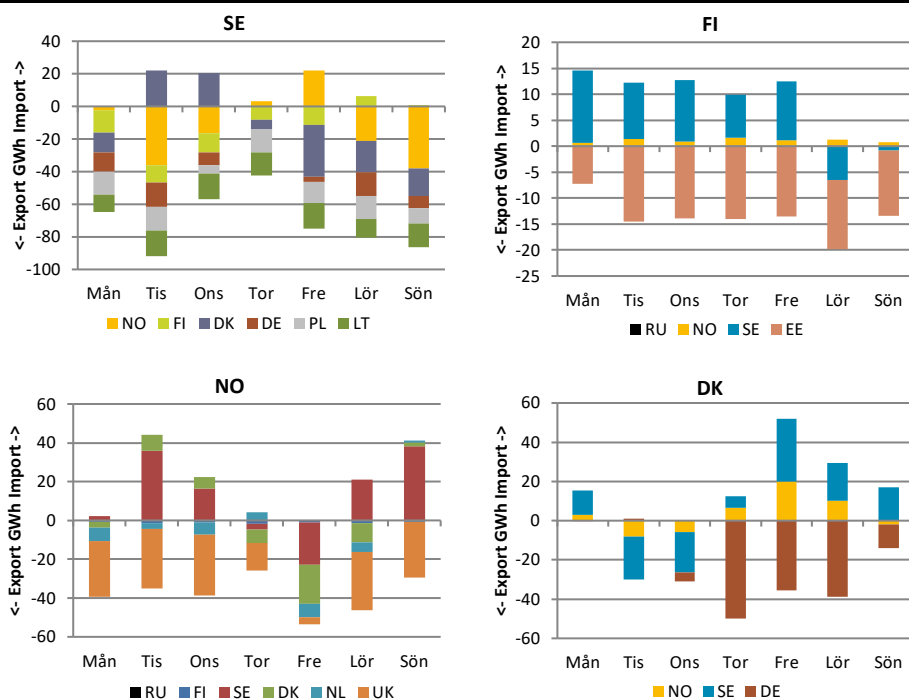 SE
<- Export GWh Import ->
40
20
0
-20
-40
-60
-80
-100
Mån Tis Ons Tor Fre Lör Sön
NO FI DK DE PL LT
FI
<- Export GWh Import ->
20
15
10
5
0
-5
-10
-15
-20
-25
Mån Tis Ons Tor Fre Lör Sön
RU NO SE EE
NO
<- Export GWh Import ->
60
40
20
0
-20
-40
-60
Mån Tis Ons Tor Fre Lör Sön
RU FI SE DK NL UK
DK
<- Export GWh Import ->
60
40
20
0
-20
-40
-60
Mån Tis Ons Tor Fre Lör Sön
NO SE DE